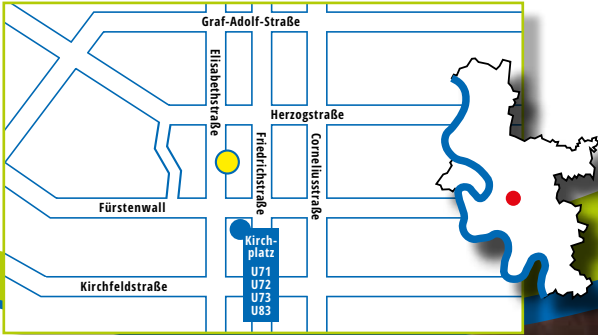 Graf-Adolf-Straße
Elisabethstraße
Herzogstraße
Friedrichstraße
Corneliusstraße
Fürstenwall
Kirch-
platz
U71
U72
U73
U83
Kirchfeldstraße